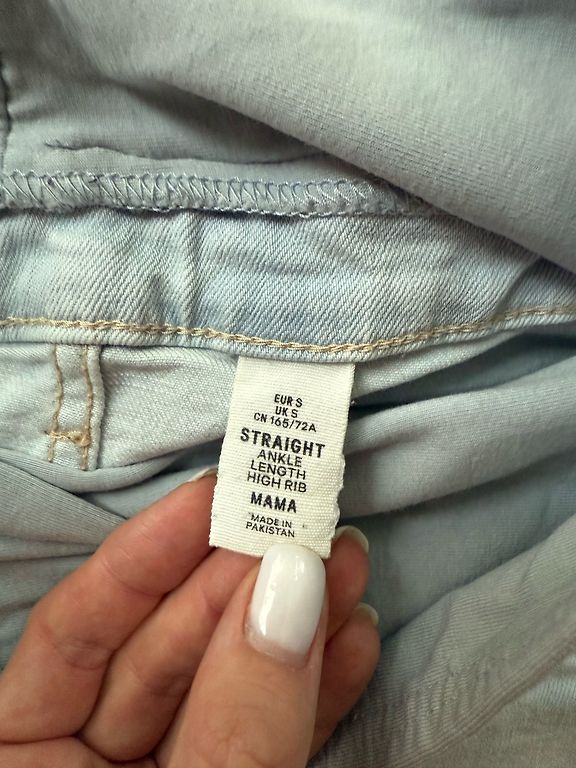 EUR S
UK S
CN 165/72A
STRAIGHT
ANKLE
LENGTH
HIGH RIB
MAMA
MADE IN
PAKISTAN